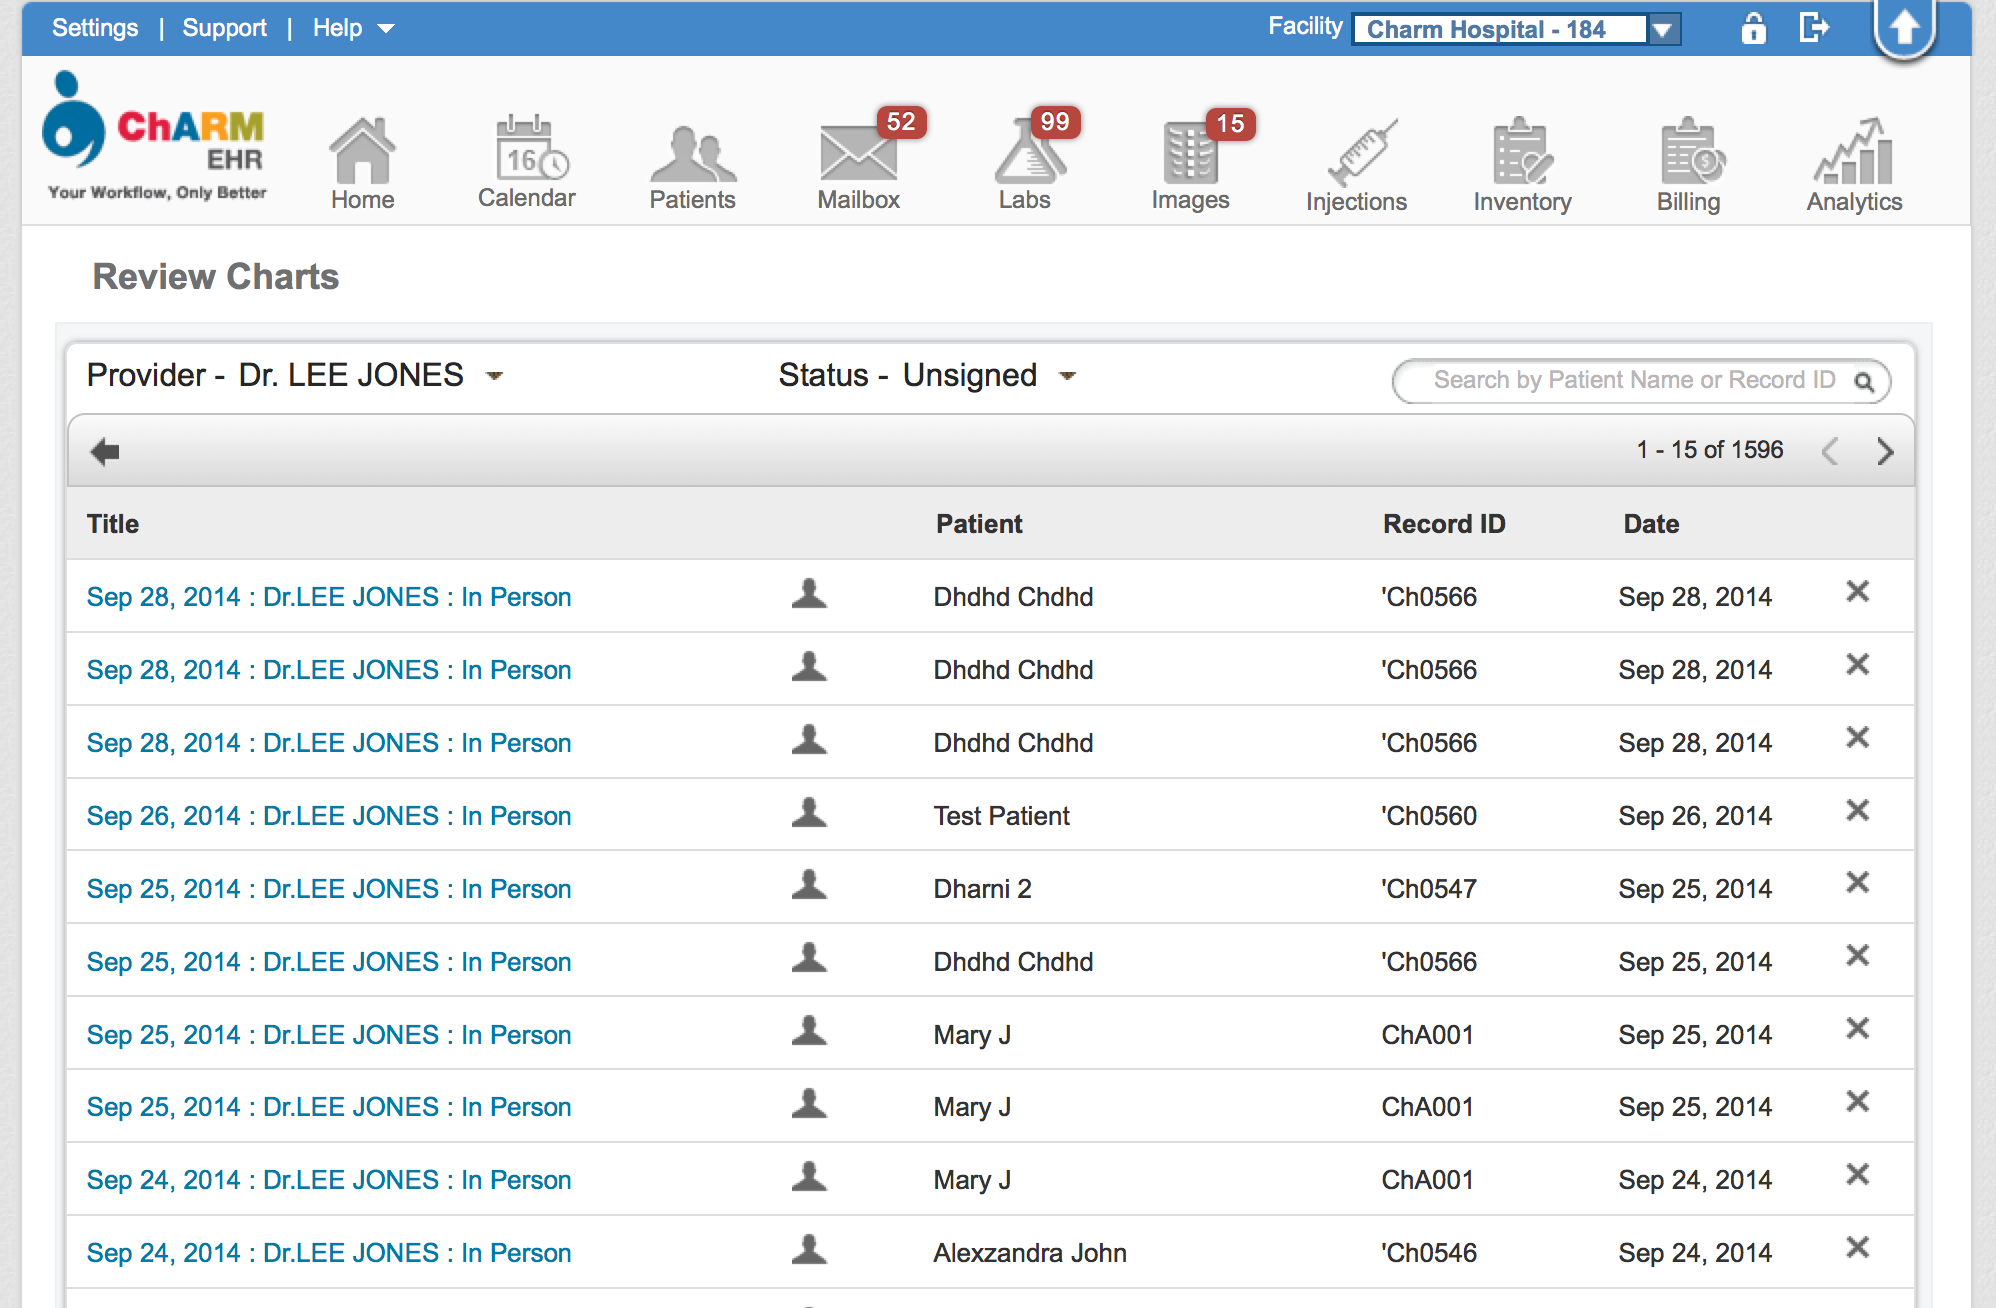 Settings | Support | Help
Facility Charm Hospital - 184
ChARM
EHR
Your Workflow, Only Better
Home
16
Calendar
Patients
52
Mailbox
99
Labs
15
Images
Injections
Inventory
$
Billing
Analytics
Review Charts
Provider - Dr. LEE JONES
Status - Unsigned
Search by Patient Name or Record ID
1 - 15 of 1596
Title Patient Record ID Date
Sep 28, 2014 : Dr.LEE JONES : In Person Dhdhd Chdhd 'Ch0566 Sep 28, 2014
Sep 28, 2014 : Dr.LEE JONES : In Person Dhdhd Chdhd 'Ch0566 Sep 28, 2014
Sep 28, 2014 : Dr.LEE JONES : In Person Dhdhd Chdhd 'Ch0566 Sep 28, 2014
Sep 26, 2014 : Dr.LEE JONES : In Person Test Patient 'Ch0560 Sep 26, 2014
Sep 25, 2014 : Dr.LEE JONES : In Person Dharni 2 'Ch0547 Sep 25, 2014
Sep 25, 2014 : Dr.LEE JONES : In Person Dhdhd Chdhd 'Ch0566 Sep 25, 2014
Sep 25, 2014 : Dr.LEE JONES : In Person Mary J ChA001 Sep 25, 2014
Sep 25, 2014 : Dr.LEE JONES : In Person Mary J ChA001 Sep 25, 2014
Sep 24, 2014 : Dr.LEE JONES : In Person Mary J ChA001 Sep 24, 2014
Sep 24, 2014 : Dr.LEE JONES : In Person Alexzandra John 'Ch0546 Sep 24, 2014